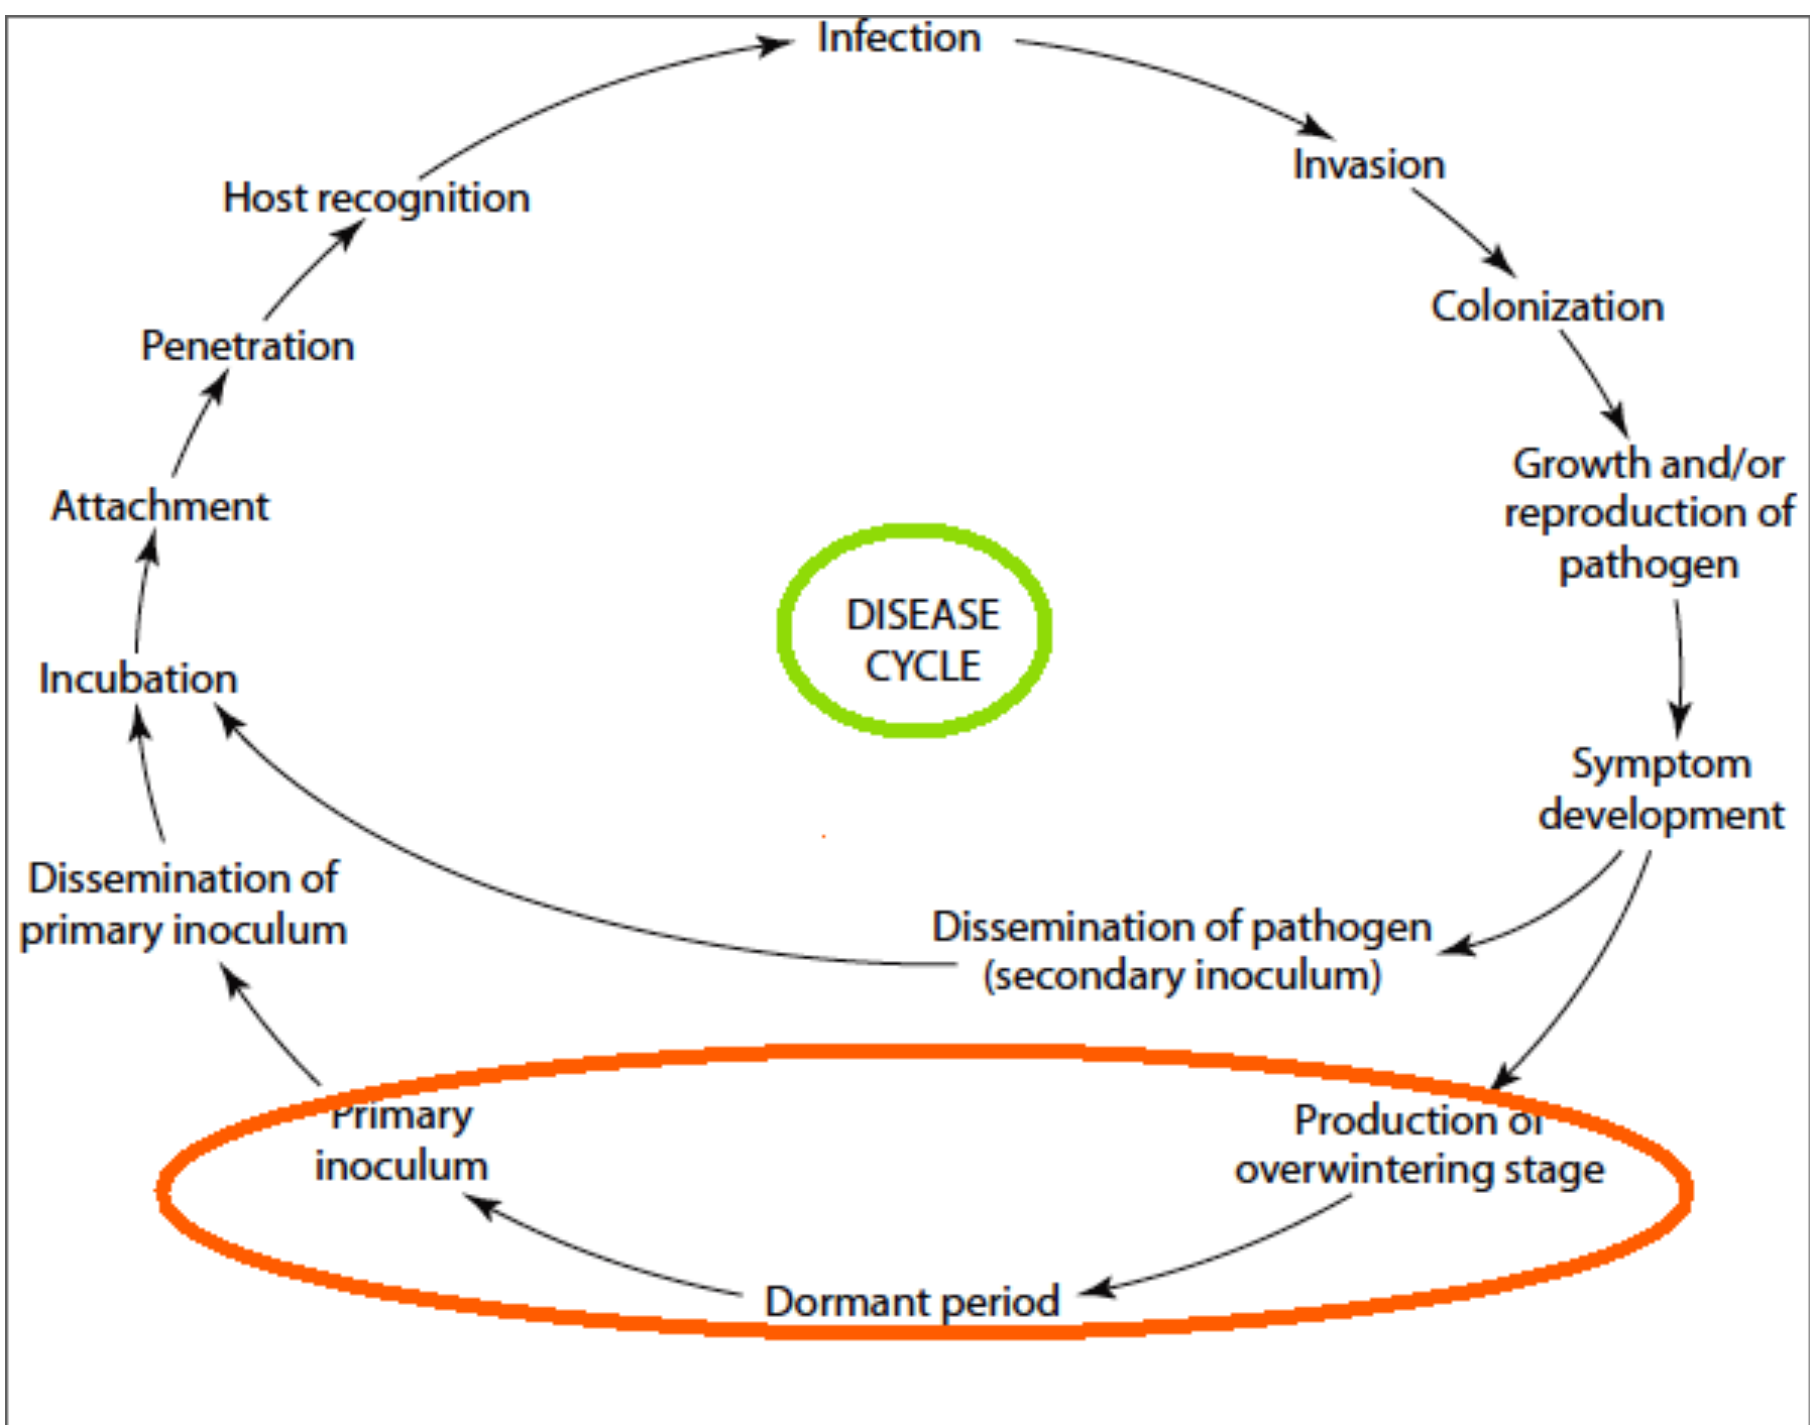 Infection
Invasion
Colonization
Growth and/or
reproduction of
pathogen
Symptom
development
Dissemination of pathogen
(secondary inoculum)
Production of
overwintering stage
Dormant period
Primary
inoculum
Dissemination of
primary inoculum
Incubation
Attachment
Penetration
Host recognition
DISEASE
CYCLE